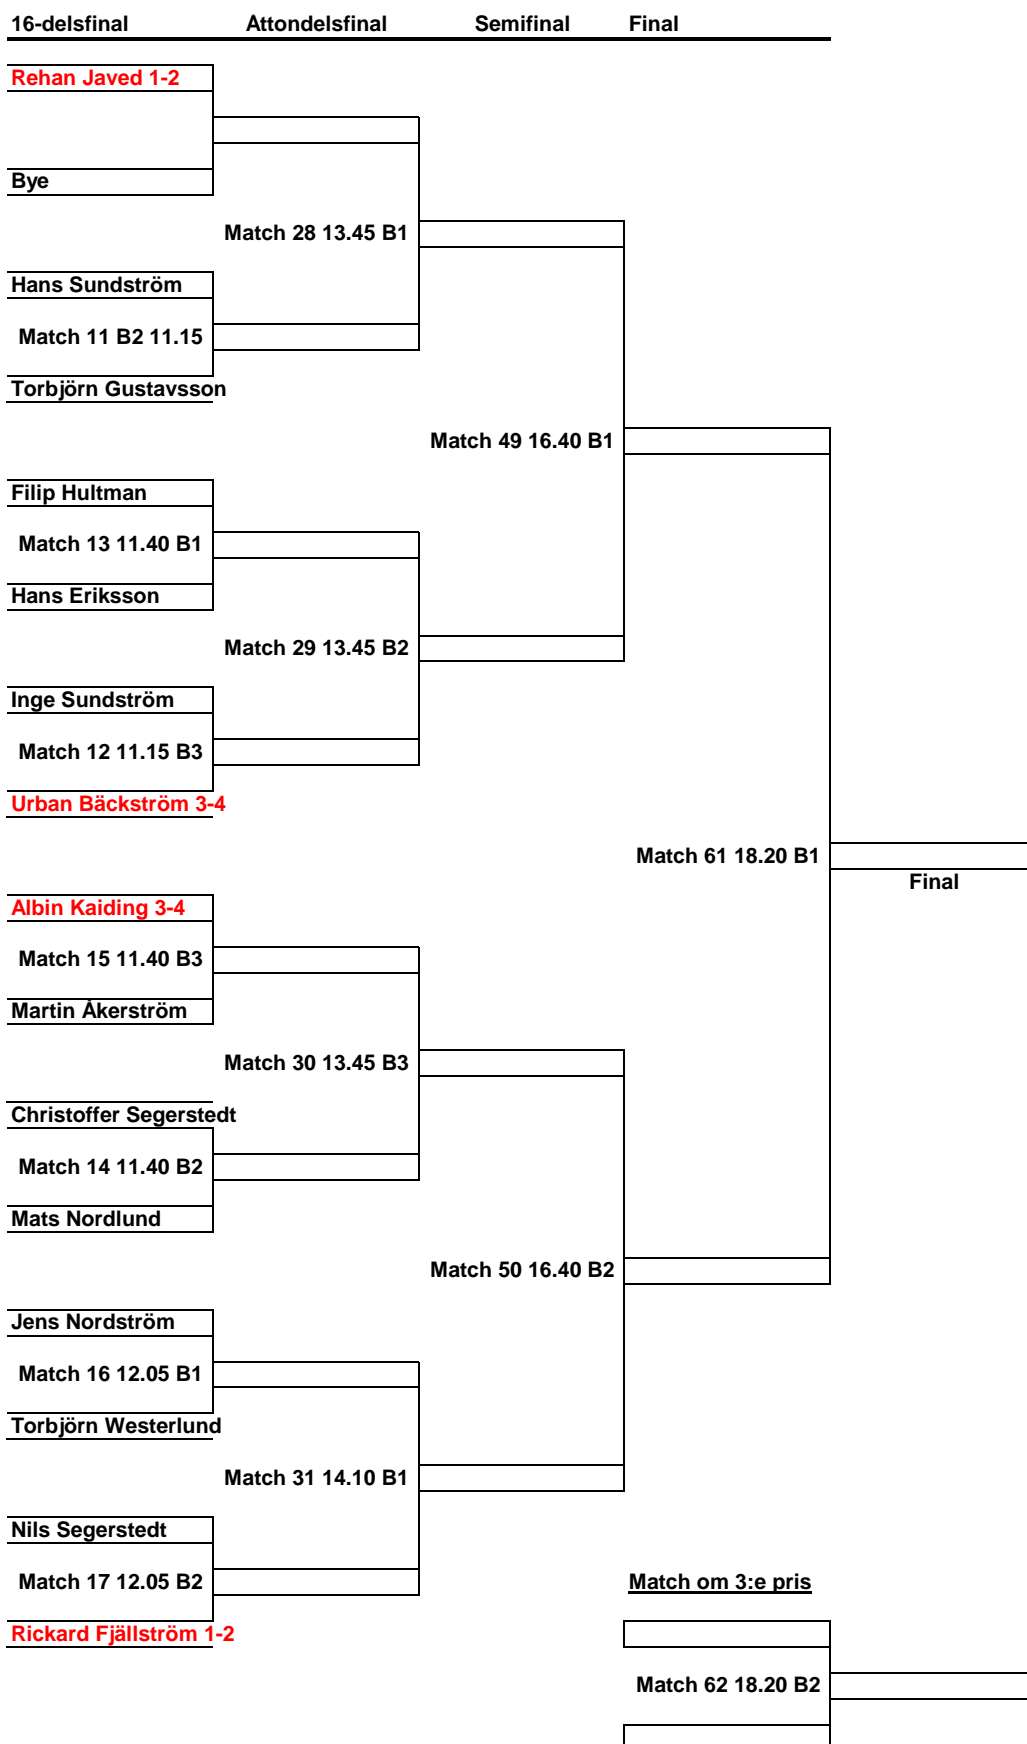 16-delsfinal Åttondelsfinal Semifinal Final
Rehan Javed 1-2
Bye
Match 28 13.45 B1
Hans Sundström
Match 11 B2 11.15
Torbjörn Gustavsson
Match 49 16.40 B1
Filip Hultman
Match 13 11.40 B1
Hans Eriksson
Match 29 13.45 B2
Inge Sundström
Match 12 11.15 B3
Urban Bäckström 3-4
Match 61 18.20 B1
Final
Albin Kaiding 3-4
Match 15 11.40 B3
Martin Åkerström
Match 30 13.45 B3
Christoffer Segerstedt
Match 14 11.40 B2
Mats Nordlund
Match 50 16.40 B2
Jens Nordström
Match 16 12.05 B1
Torbjörn Westerlund
Match 31 14.10 B1
Nils Segerstedt
Match 17 12.05 B2 Match om 3:e pris
Rickard Fjällström 1-2
Match 62 18.20 B2